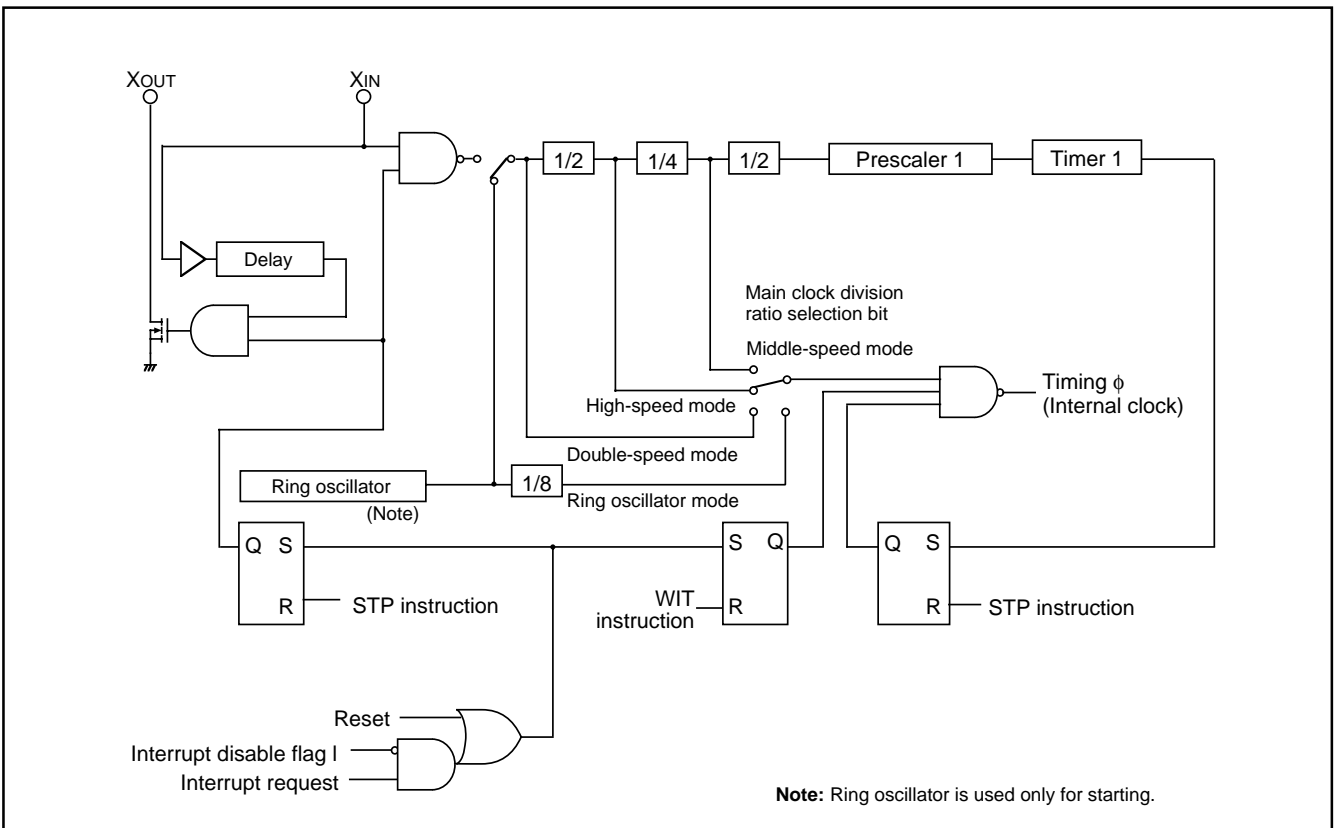 XOUT
XIN
1/2
1/4
1/2
Prescaler 1
Timer 1
Delay
Main clock division
ratio selection bit
Middle-speed mode
High-speed mode
Timing ϕ
(Internal clock)
Double-speed mode
Ring oscillator
(Note)
1/8
Ring oscillator mode
Q S
R
STP instruction
S Q
R
WIT
instruction
Q S
R
STP instruction
Reset
Interrupt disable flag I
Interrupt request
Note: Ring oscillator is used only for starting.